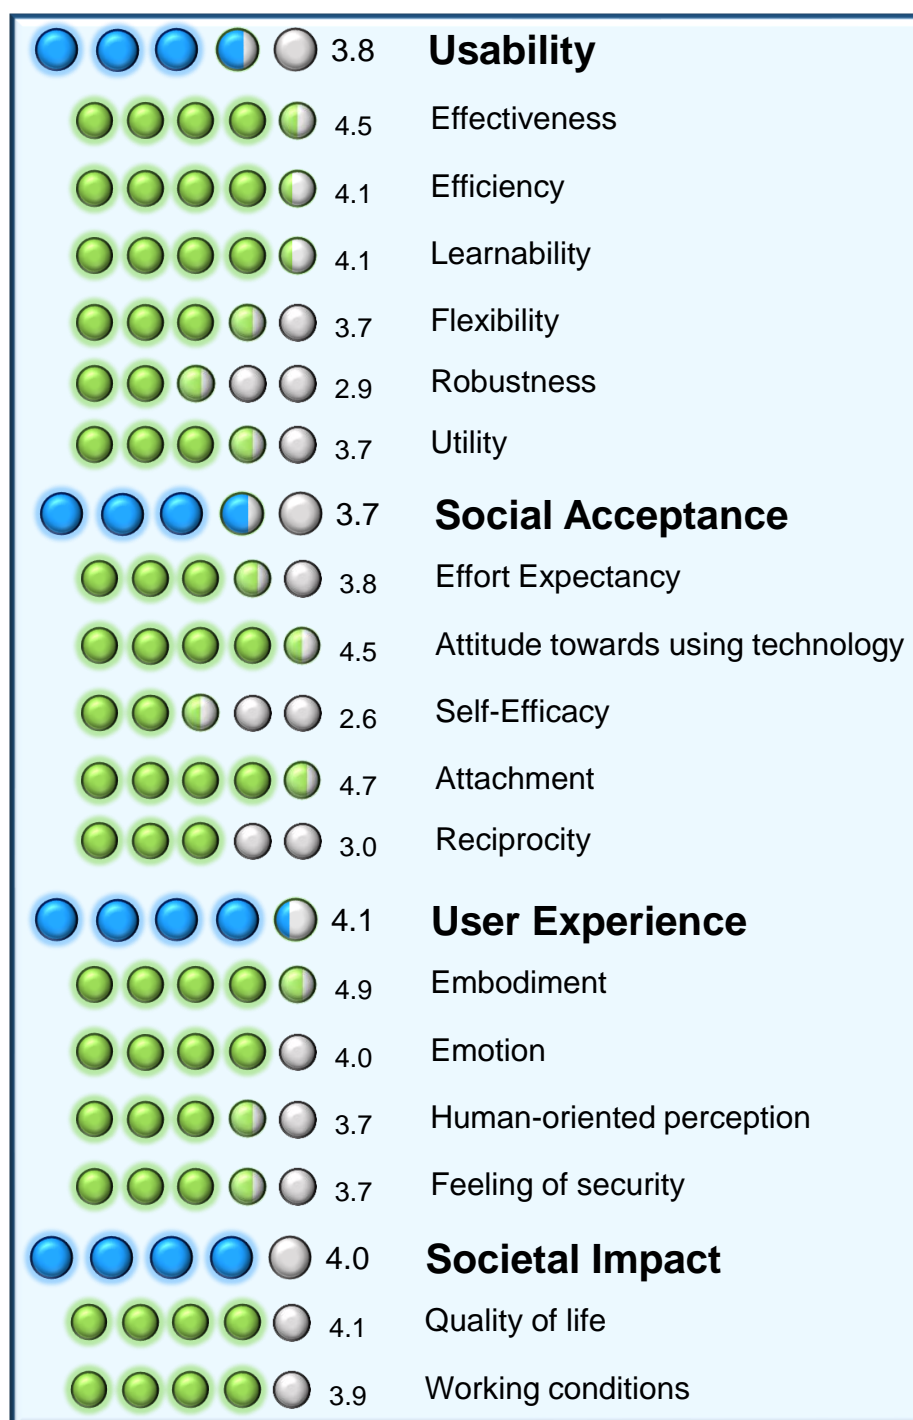 3.8 Usability
4.5 Effectiveness
4.1 Efficiency
4.1 Learnability
3.7 Flexibility
2.9 Robustness
3.7 Utility
3.7 Social Acceptance
3.8 Effort Expectancy
4.5 Attitude towards using technology
2.6 Self-Efficacy
4.7 Attachment
3.0 Reciprocity
4.1 User Experience
4.9 Embodiment
4.0 Emotion
3.7 Human-oriented perception
3.7 Feeling of security
4.0 Societal Impact
4.1 Quality of life
3.9 Working conditions